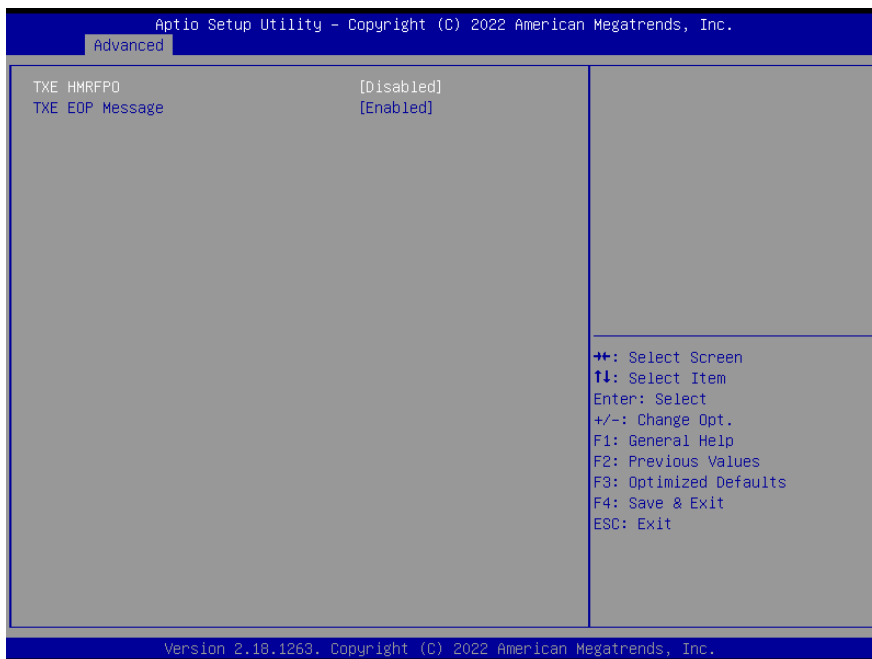 Aptio Setup Utility – Copyright (C) 2022 American Megatrends, Inc.
Advanced
TXE HMRFPO [Disabled]
TXE EOP Message [Enabled]
→←: Select Screen
↑↓: Select Item
Enter: Select
+/-: Change Opt.
F1: General Help
F2: Previous Values
F3: Optimized Defaults
F4: Save & Exit
ESC: Exit
Version 2.18.1263. Copyright (C) 2022 American Megatrends, Inc.